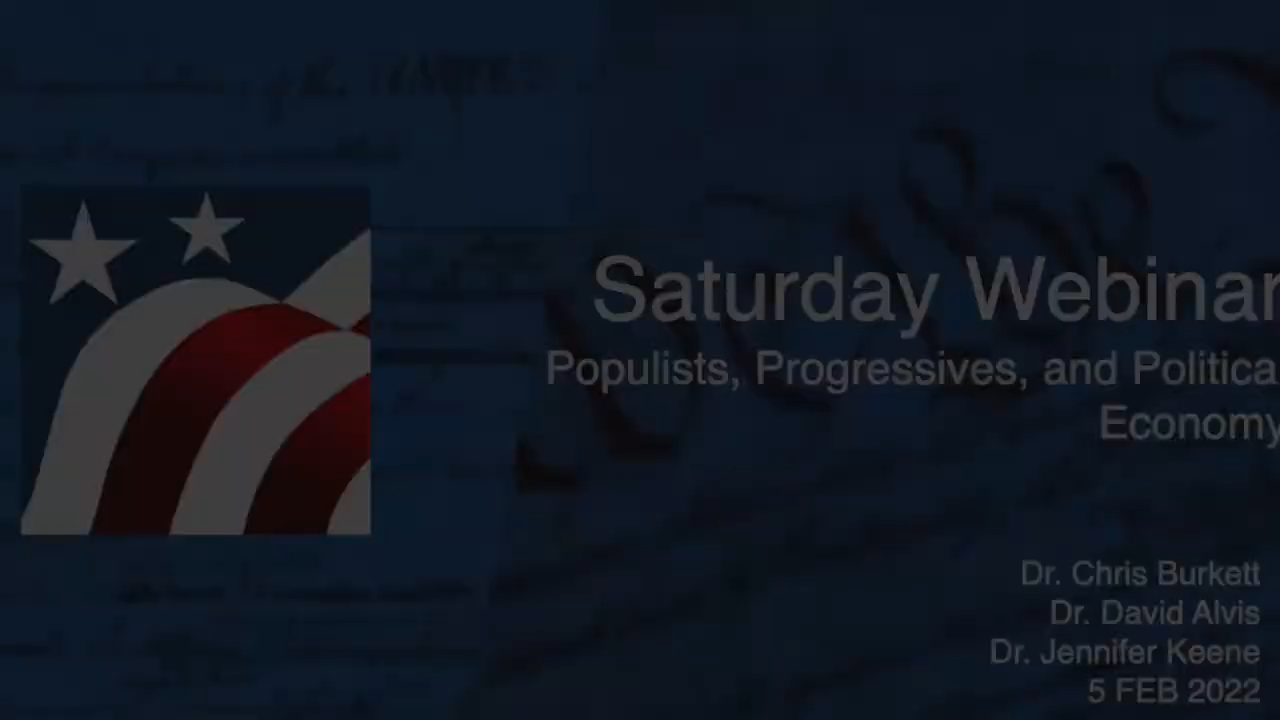 Saturday Webinar
Populists, Progressives, and Politica
Economy
Dr. Chris Burkett
Dr. David Alvis
Dr. Jennifer Keene
5 FEB 2022